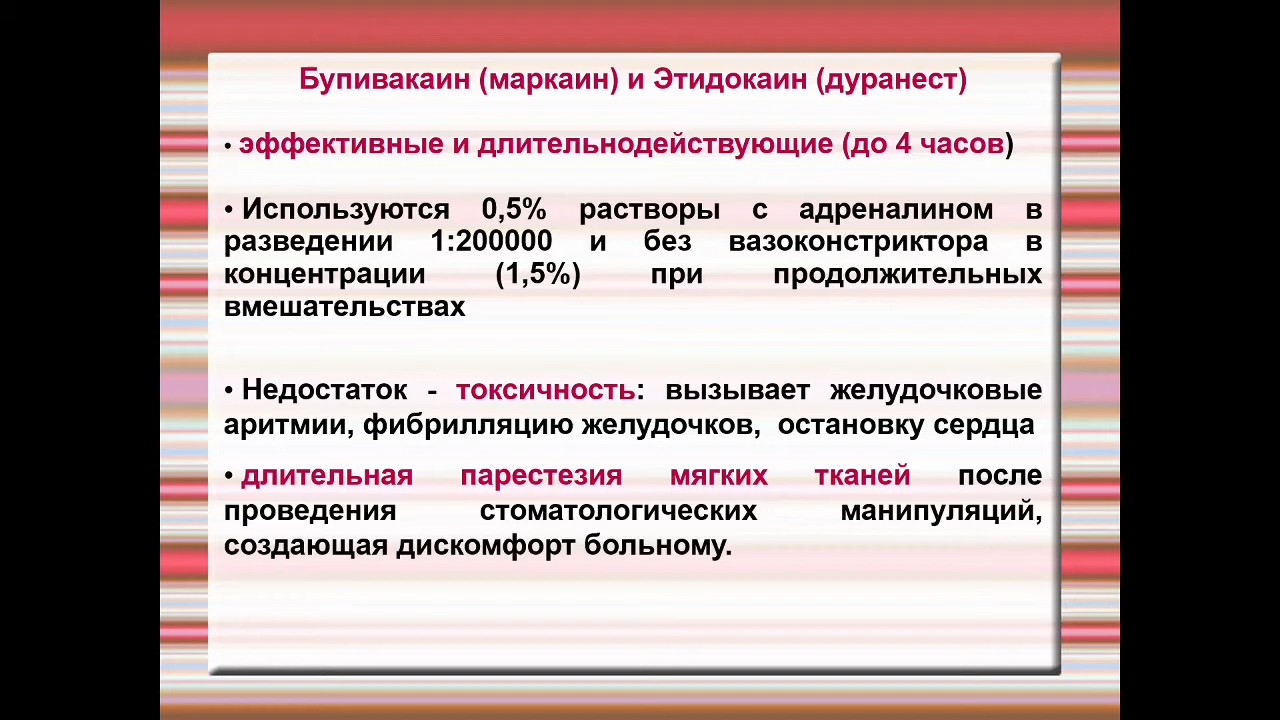 Бупивакаин (маркаин) и Этидокаин (дуранест)
• эффективные и длительнодействующие (до 4 часов)
• Используются 0,5% растворы с адреналином в
разведении 1:200000 и без вазоконстриктора в
концентрации (1,5%) при продолжительных
вмешательствах
• Недостаток - токсичность: вызывает желудочковые
аритмии, фибрилляцию желудочков, остановку сердца
• длительная парестезия мягких тканей после
проведения стоматологических манипуляций,
создающая дискомфорт больному.